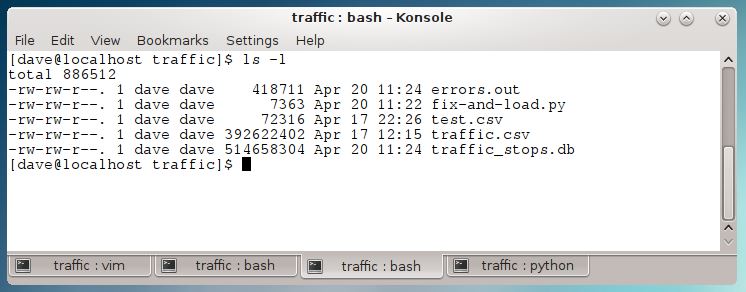 traffic : bash – Konsole
File Edit View Bookmarks Settings Help
[dave@localhost traffic]$ ls -l
total 886512
-rw-rw-r--. 1 dave dave    418711 Apr 20 11:24 errors.out
-rw-rw-r--. 1 dave dave      7363 Apr 20 11:22 fix-and-load.py
-rw-rw-r--. 1 dave dave     72316 Apr 17 22:26 test.csv
-rw-rw-r--. 1 dave dave 392622402 Apr 17 12:15 traffic.csv
-rw-rw-r--. 1 dave dave 514658304 Apr 20 11:24 traffic_stops.db
[dave@localhost traffic]$
traffic : vim traffic : bash traffic : bash traffic : python